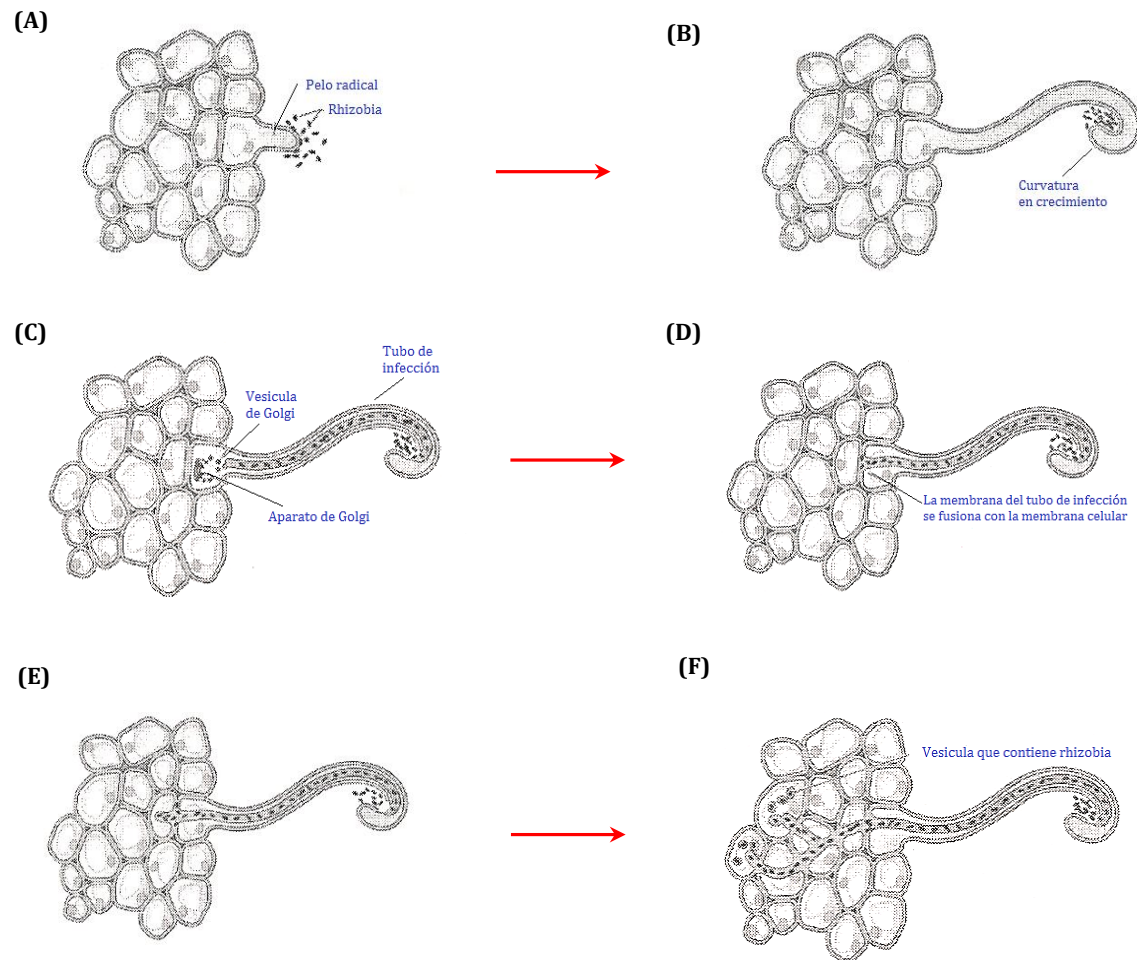 (A)
Pelo radical
Rhizobia
(B)
Curvatura
en crecimiento
(C)
Tubo de
infección
Vesicula
de Golgi
Aparato de Golgi
(D)
La membrana del tubo de infección
se fusiona con la membrana celular
(E)
(F)
Vesicula que contiene rhizobia